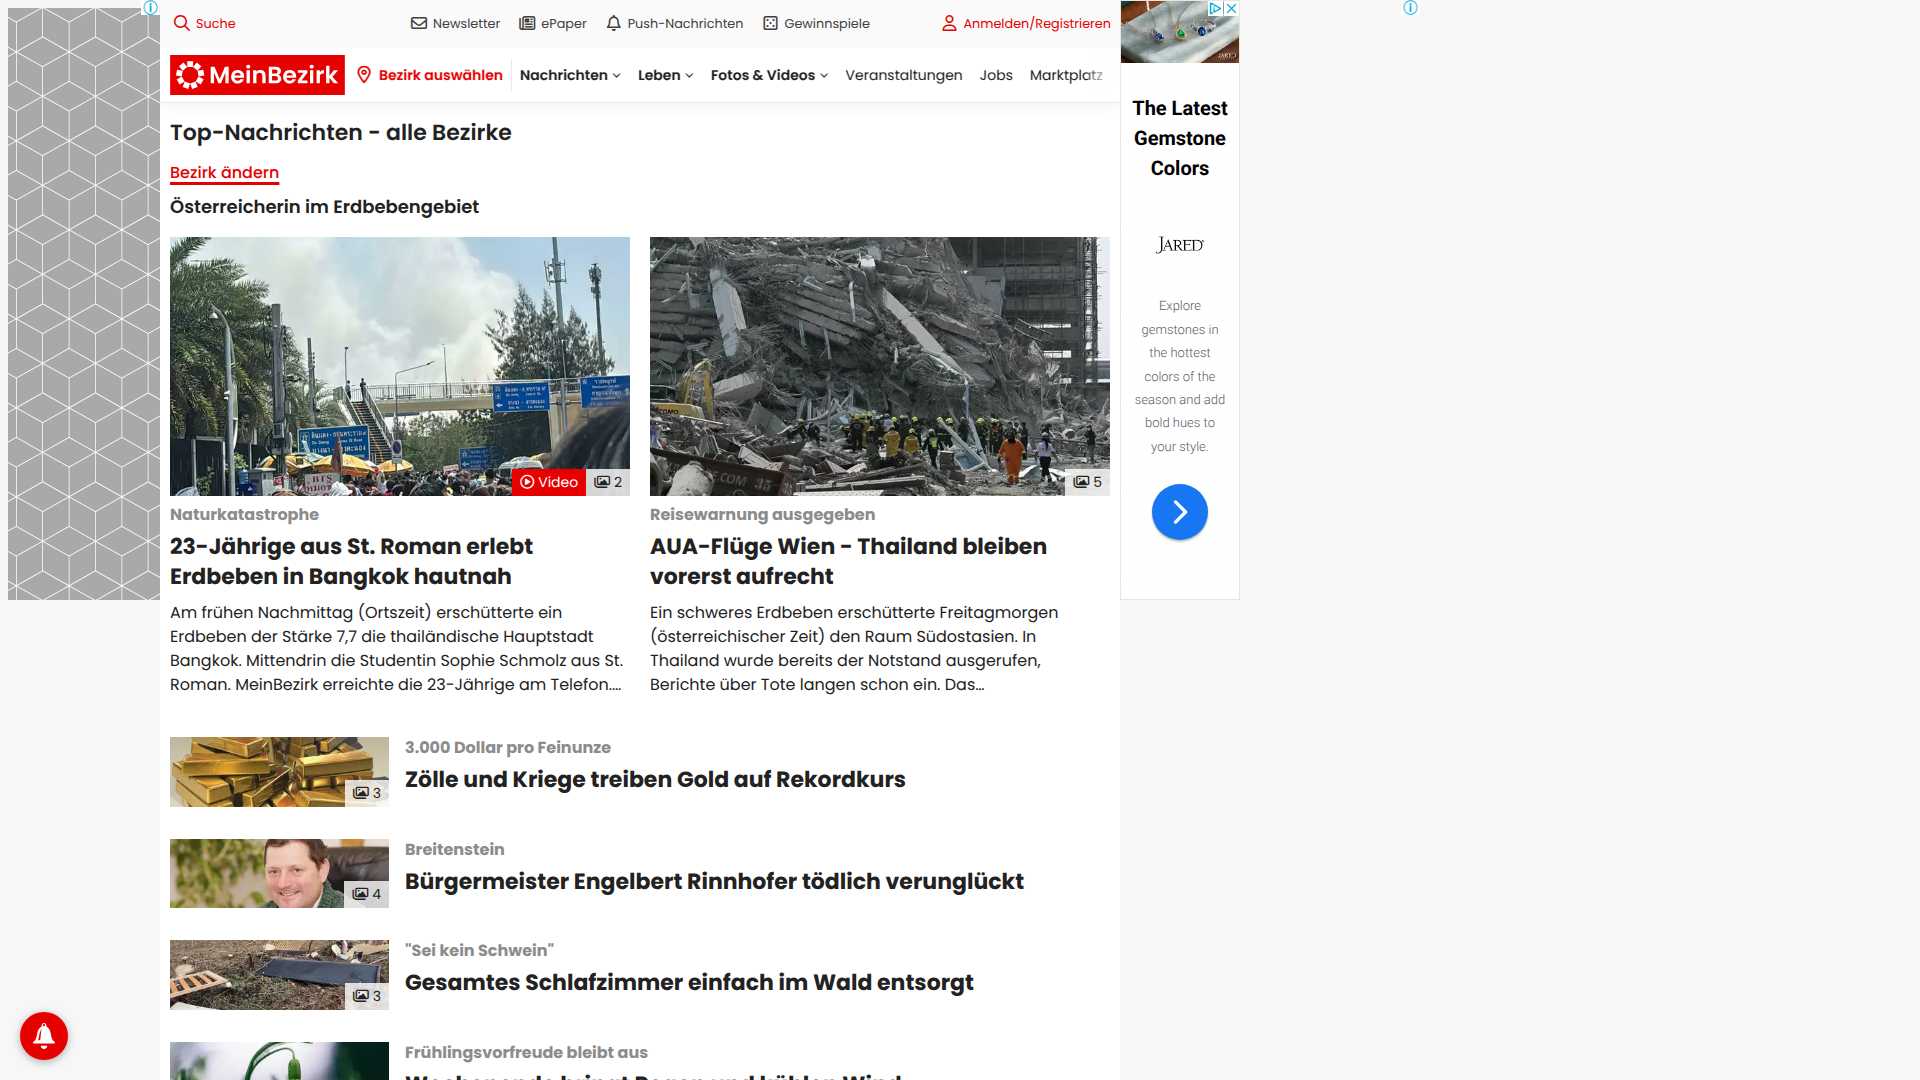 Suche
Newsletter
ePaper
Push-Nachrichten
Gewinnspiele
Anmelden/Registrieren
MeinBezirk
Bezirk auswählen
Nachrichten
Leben
Fotos & Videos
Veranstaltungen
Jobs
Marktplatz
Top-Nachrichten - alle Bezirke
Bezirk ändern
Österreicherin im Erdbebengebiet
Video
2
Naturkatastrophe
23-Jährige aus St. Roman erlebt
Erdbeben in Bangkok hautnah
Am frühen Nachmittag (Ortszeit) erschütterte ein
Erdbeben der Stärke 7,7 die thailändische Hauptstadt
Bangkok. Mittendrin die Studentin Sophie Schmolz aus St.
Roman. MeinBezirk erreichte die 23-Jährige am Telefon....
5
Reisewarnung ausgegeben
AUA-Flüge Wien - Thailand bleiben
vorerst aufrecht
Ein schweres Erdbeben erschütterte Freitagmorgen
(österreichischer Zeit) den Raum Südostasien. In
Thailand wurde bereits der Notstand ausgerufen,
Berichte über Tote langen schon ein. Das...
3
3.000 Dollar pro Feinunze
Zölle und Kriege treiben Gold auf Rekordkurs
4
Breitenstein
Bürgermeister Engelbert Rinnhofer tödlich verunglückt
3
"Sei kein Schwein"
Gesamtes Schlafzimmer einfach im Wald entsorgt
Frühlingsvorfreude bleibt aus
Wochenende bringt Regen und kühlen Wind
The Latest
Gemstone
Colors
JARED
Explore
gemstones in
the hottest
colors of the
season and add
bold hues to
your style.